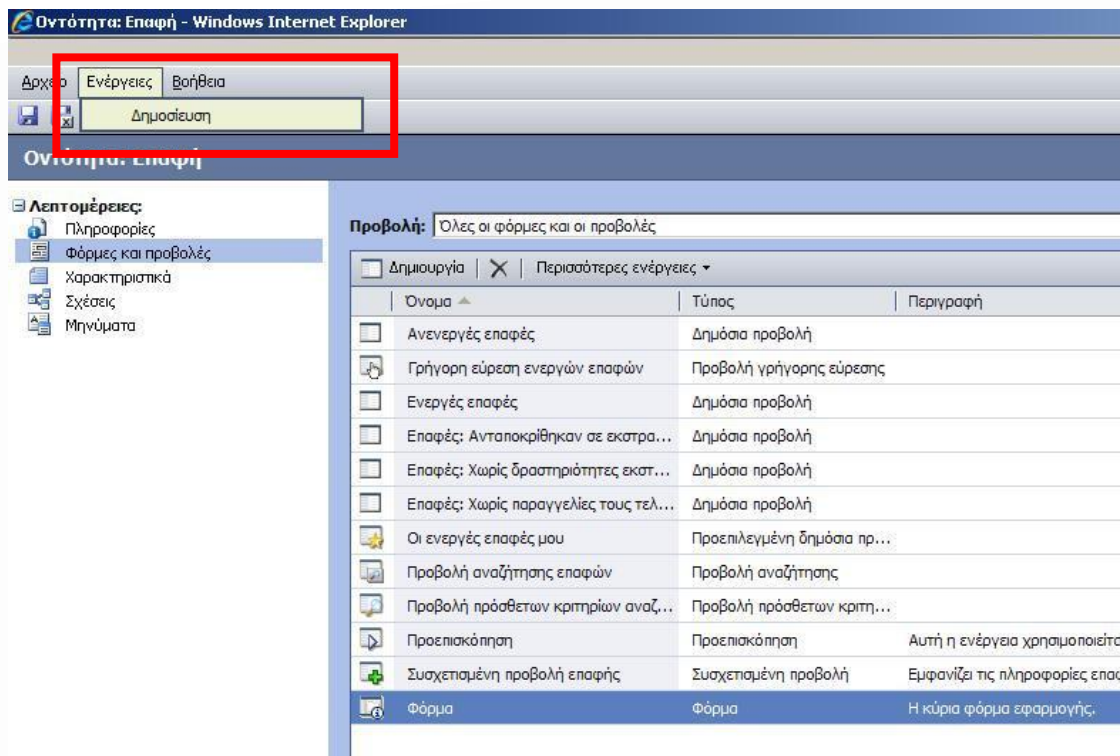 Οντότητα: Επαφή - Windows Internet Explorer
Αρχείο Ενέργειες Βοήθεια
Δημοσίευση
Οντότητα: Επαφή
Λεπτομέρειες:
Πληροφορίες
Φόρμες και προβολές
Χαρακτηριστικά
Σχέσεις
Μηνύματα
Προβολή: Όλες οι φόρμες και οι προβολές
Δημιουργία Περισσότερες ενέργειες
Όνομα Τύπος Περιγραφή
Ανενεργές επαφές Δημόσια προβολή
Γρήγορη εύρεση ενεργών επαφών Προβολή γρήγορης εύρεσης
Ενεργές επαφές Δημόσια προβολή
Επαφές: Ανταποκρίθηκαν σε εκστρα... Δημόσια προβολή
Επαφές: Χωρίς δραστηριότητες εκστ... Δημόσια προβολή
Επαφές: Χωρίς παραγγελίες τους τελ... Δημόσια προβολή
Οι ενεργές επαφές μου Προεπιλεγμένη δημόσια πρ...
Προβολή αναζήτησης επαφών Προβολή αναζήτησης
Προβολή πρόσθετων κριτηρίων αναζ... Προβολή πρόσθετων κριτη...
Προεπισκόπηση Προεπισκόπηση Αυτή η ενέργεια χρησιμοποιείτα
Συσχετισμένη προβολή επαφής Συσχετισμένη προβολή Εμφανίζει τις πληροφορίες επαφ
Φόρμα Φόρμα Η κύρια φόρμα εφαρμογής.